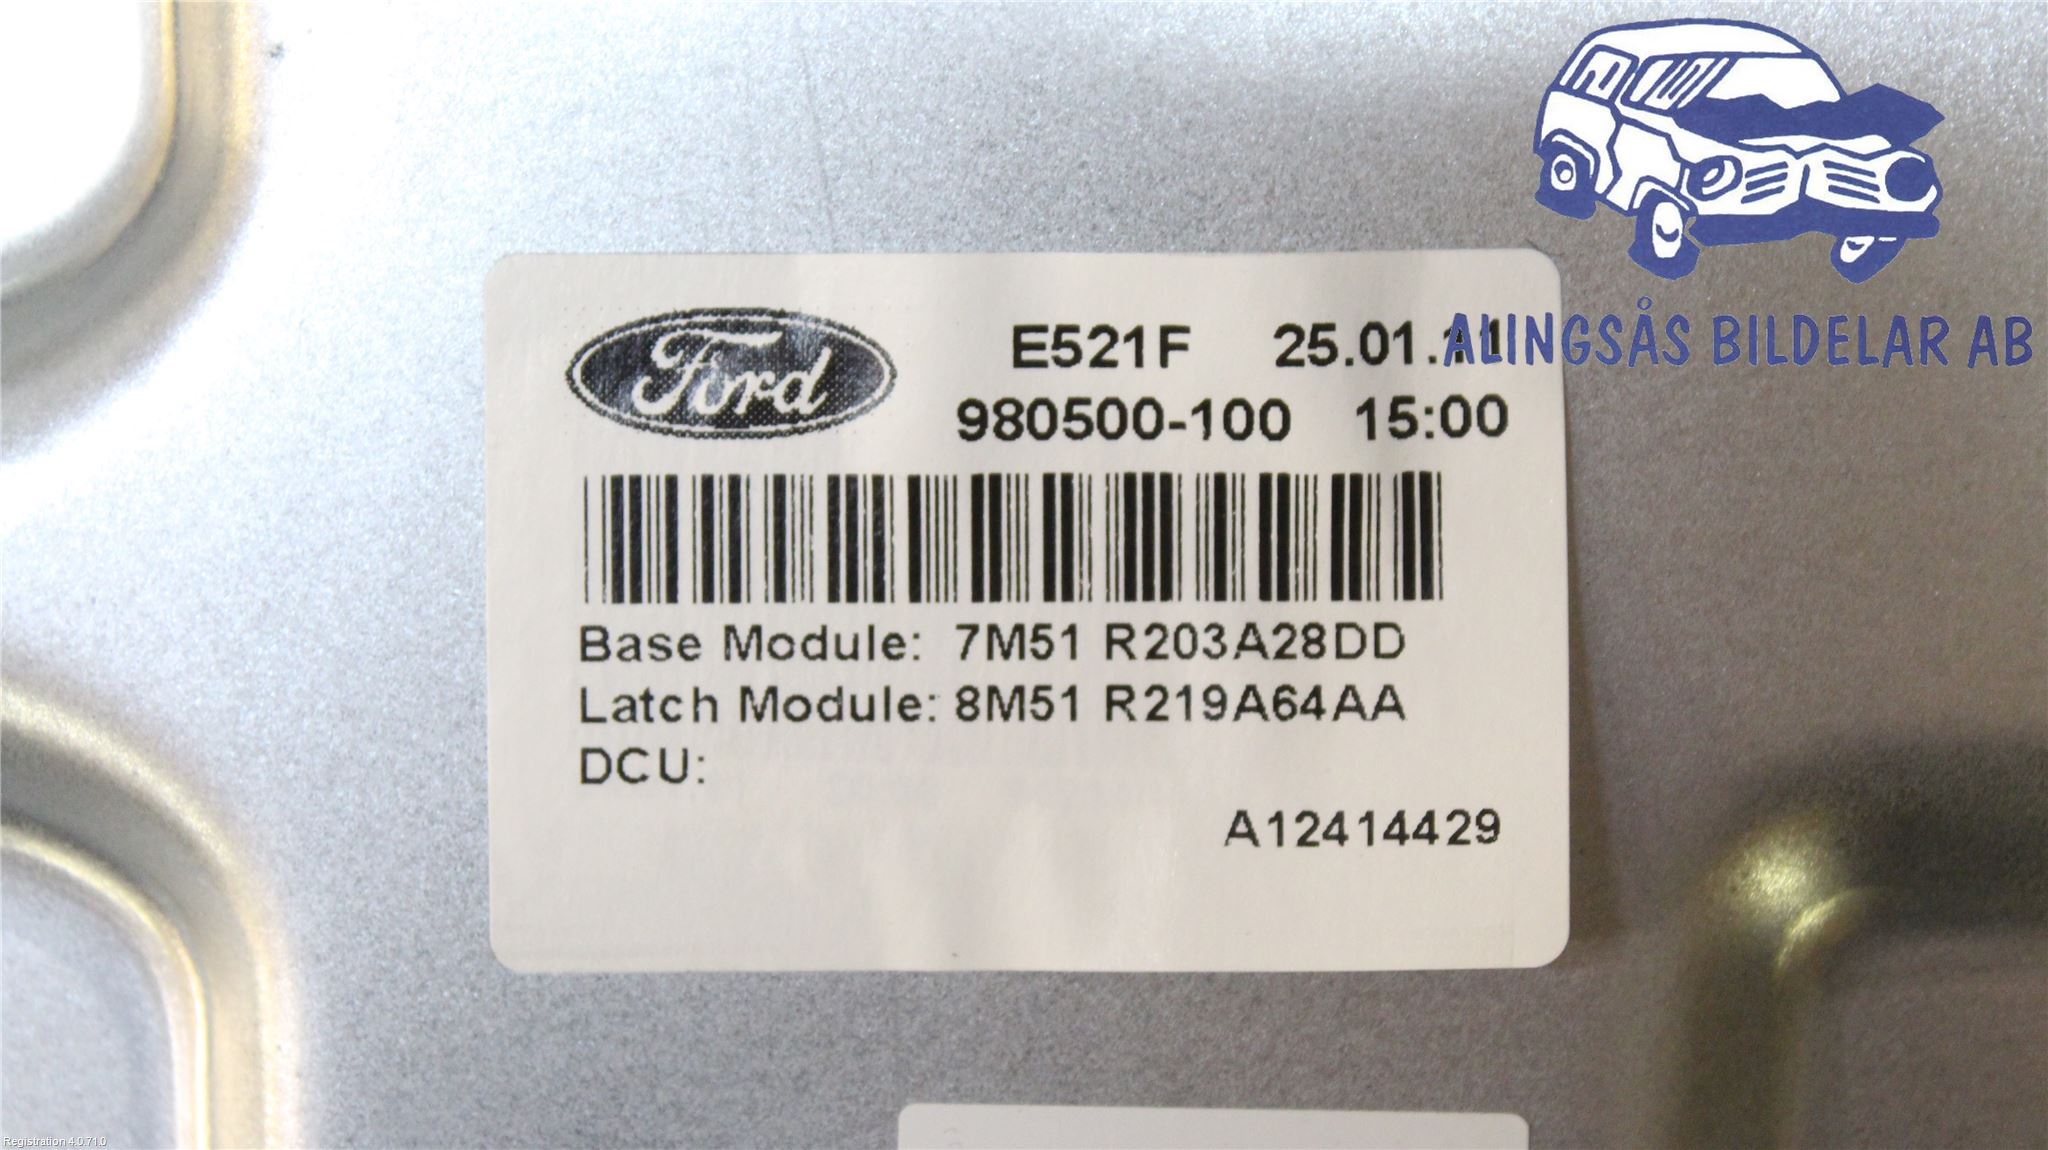 Ford
E521F 25.01.11
980500-100 15:00
Base Module: 7M51 R203A28DD
Latch Module: 8M51 R219A64AA
DCU:
A12414429
ALINGSÅS BILDELAR AB
Registration 4.0.71.0